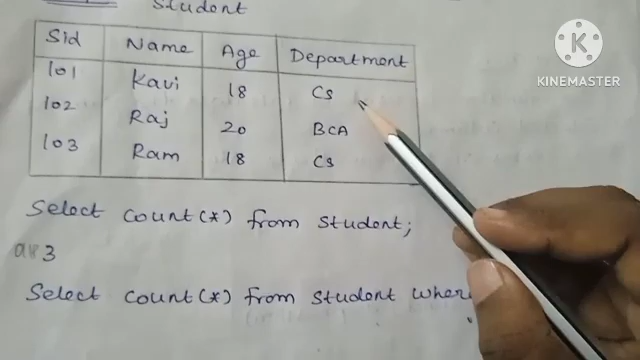 Student
Sid Name Age Department
101 Kavi 18 CS
102 Raj 20 BCA
103 Ram 18 CS
Select count(*) from student;
3
Select count(*) from student where
KINEMASTER